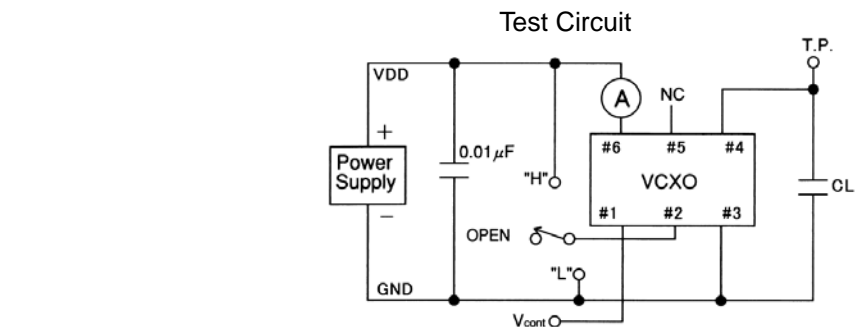 Test Circuit
T.P.
VDD
A
NC
+
Power
Supply
−
0.01μF
"H"
#6 #5 #4
VCXO
#1 #2 #3
CL
OPEN
"L"
GND
Vcont